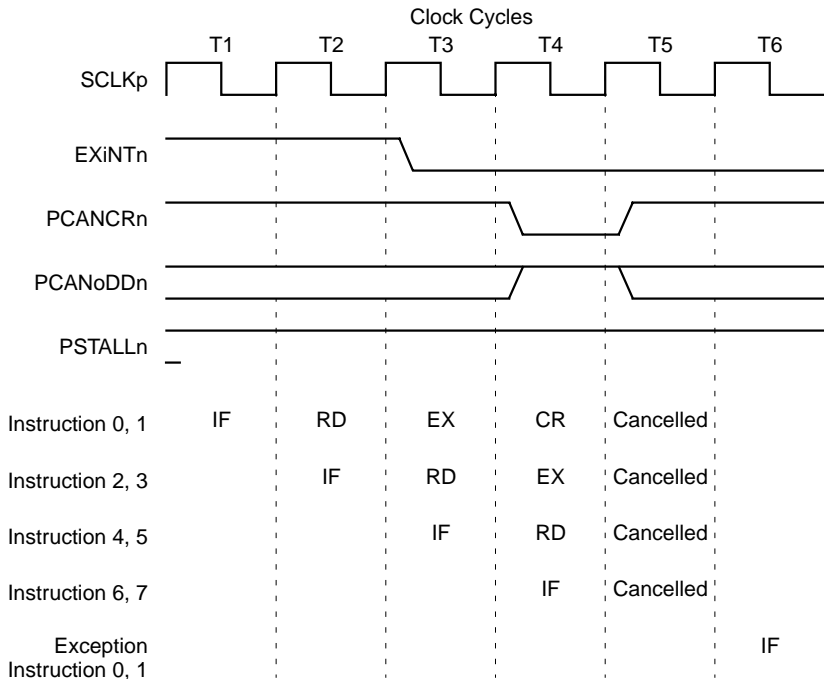 Clock Cycles
T1 T2 T3 T4 T5 T6
SCLKp
EXiNTn
PCANCRn
PCANoDDn
PSTALLn
Instruction 0, 1 IF RD EX CR Cancelled
Instruction 2, 3 IF RD EX Cancelled
Instruction 4, 5 IF RD Cancelled
Instruction 6, 7 IF Cancelled
Exception IF
Instruction 0, 1